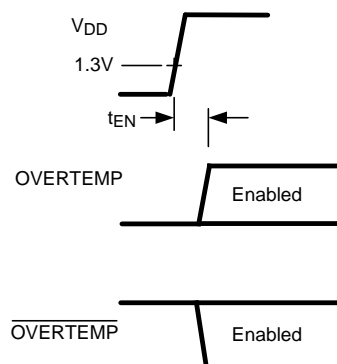 VDD
1.3V
tEN
OVERTEMP
Enabled
OVERTEMP
Enabled